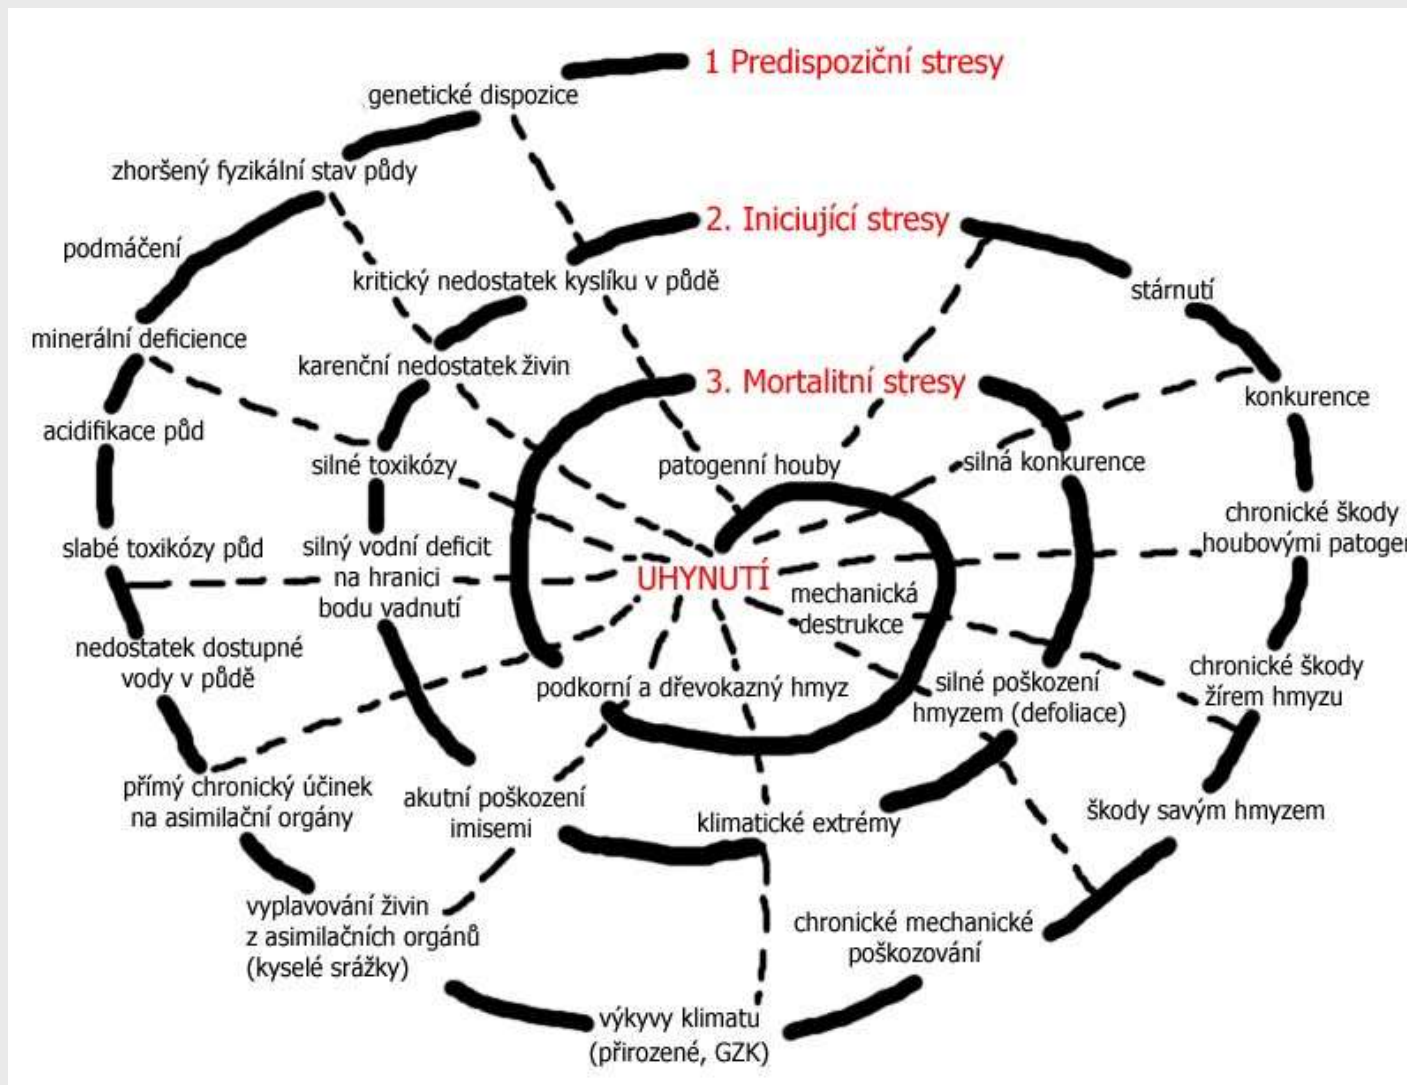 1 Predispoziční stresy
genetické dispozice
zhoršený fyzikální stav půdy
podmáčení
minerální deficience
acidifikace půd
slabé toxikózy půd
nedostatek dostupné
vody v půdě
přímý chronický účinek
na asimilační orgány
vyplavování živin
z asimilačních orgánů
(kyselé srážky)
výkyvy klimatu
(přirozené, GZK)
chronické mechanické
poškozování
škody savým hmyzem
chronické škody
žírem hmyzu
chronické škody
houbovými patoger
konkurence
stárnutí
2. Iniciující stresy
kritický nedostatek kyslíku v půdě
karenční nedostatek živin
silné toxikózy
silný vodní deficit
na hranici
bodu vadnutí
akutní poškození
imisemi
klimatické extrémy
silné poškození
hmyzem (defoliace)
silná konkurence
3. Mortalitní stresy
patogenní houby
mechanická
destrukce
podkorní a dřevokazný hmyz
UHYNUTÍ